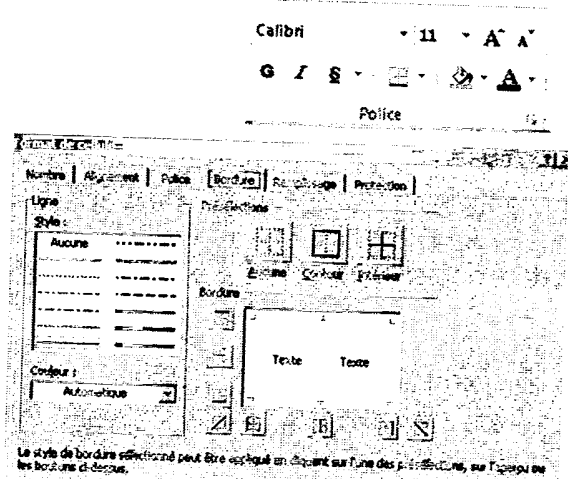 Calibri 11 A A
G I S A
Police
Format de cellule
Nombre Alignement Police Bordure Remplissage Protection
Ligne
Style :
Aucune
Présélections
Aucune Contour Intérieur
Bordure
Texte Texte
Couleur :
Automatique
Le style de bordure sélectionné peut être appliqué en cliquant sur l'une des présélections, sur l'aperçu ou
les boutons ci-dessus.